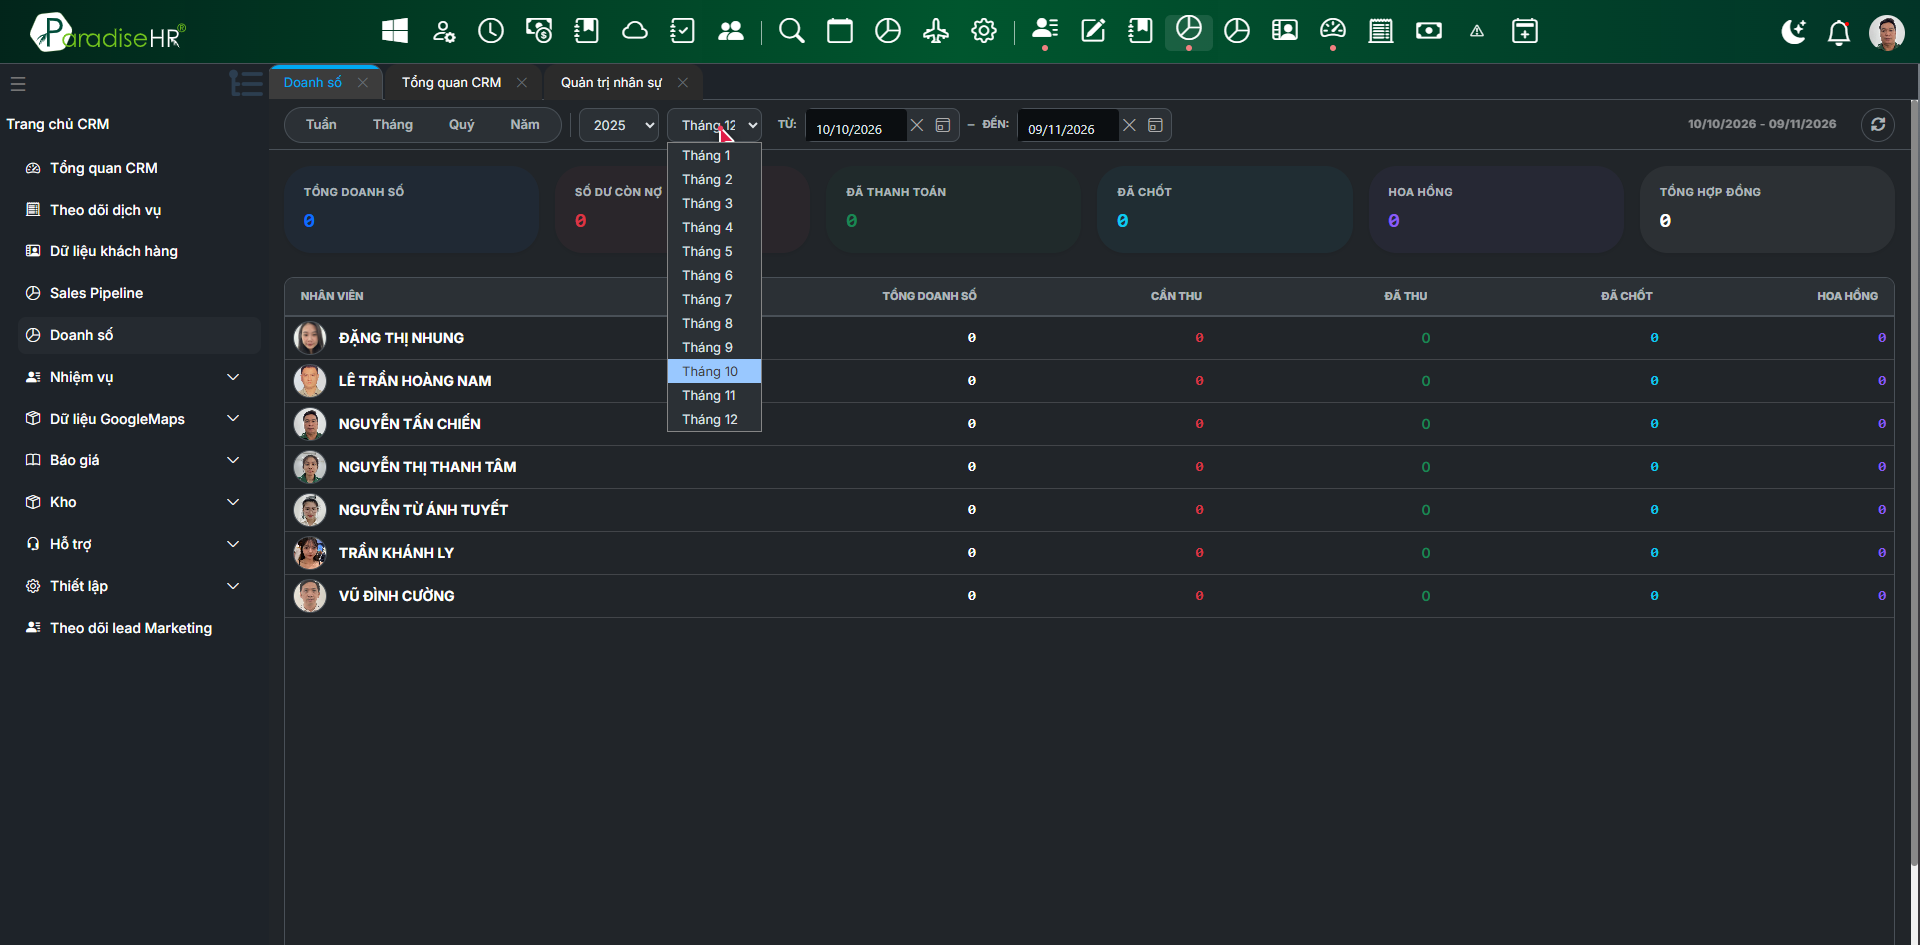 ParadiseHR®
Doanh số
Tổng quan CRM
Quản trị nhân sự
Trang chủ CRM
Tổng quan CRM
Theo dõi dịch vụ
Dữ liệu khách hàng
Sales Pipeline
Doanh số
Nhiệm vụ
Dữ liệu GoogleMaps
Báo giá
Kho
Hỗ trợ
Thiết lập
Theo dõi lead Marketing
Tuần Tháng Quý Năm
2025
Tháng 12
TỪ: 10/10/2026 – ĐẾN: 09/11/2026
10/10/2026 - 09/11/2026
Tháng 1
Tháng 2
Tháng 3
Tháng 4
Tháng 5
Tháng 6
Tháng 7
Tháng 8
Tháng 9
Tháng 10
Tháng 11
Tháng 12
TỔNG DOANH SỐ
0
SỐ DƯ CÒN NỢ
0
ĐÃ THANH TOÁN
0
ĐÃ CHỐT
0
HOA HỒNG
0
TỔNG HỢP ĐỒNG
0
NHÂN VIÊN TỔNG DOANH SỐ CẦN THU ĐÃ THU ĐÃ CHỐT HOA HỒNG
ĐẶNG THỊ NHUNG 0 0 0 0 0
LÊ TRẦN HOÀNG NAM 0 0 0 0 0
NGUYỄN TẤN CHIẾN 0 0 0 0 0
NGUYỄN THỊ THANH TÂM 0 0 0 0 0
NGUYỄN TỪ ÁNH TUYẾT 0 0 0 0 0
TRẦN KHÁNH LY 0 0 0 0 0
VŨ ĐÌNH CƯỜNG 0 0 0 0 0